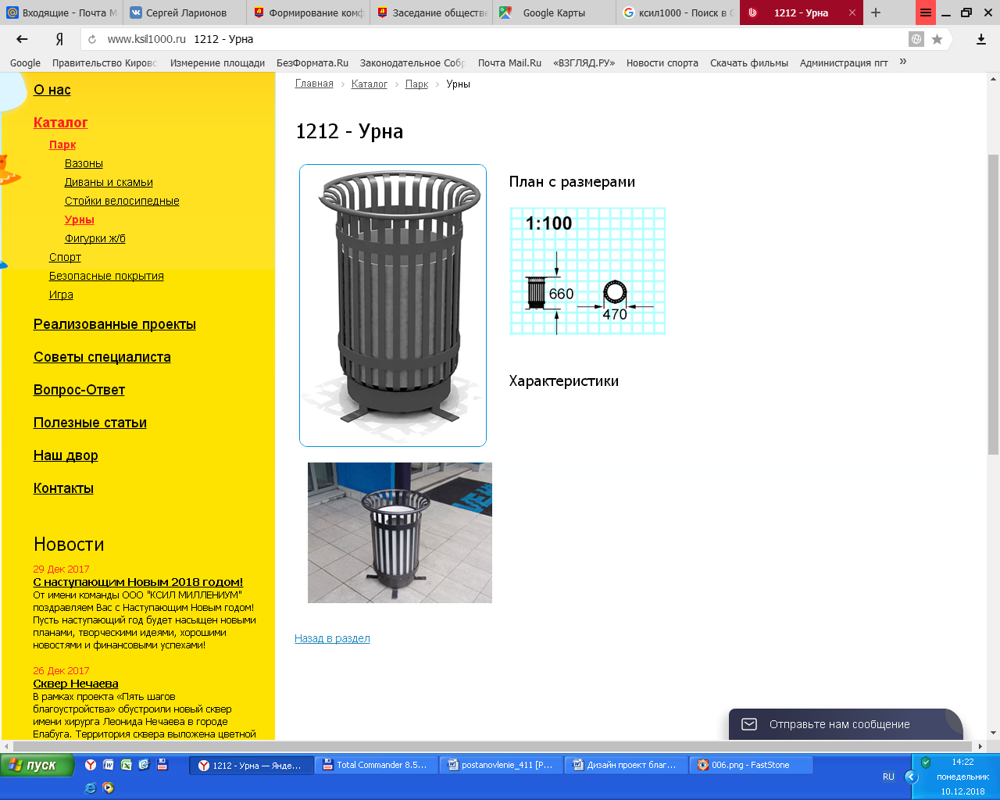 Входящие - Почта M
Сергей Ларионов
Формирование комф
Заседание обществе
Google Карты
ксил1000 - Поиск в G
1212 - Урна
www.ksil1000.ru 1212 - Урна
Google
Правительство Кировс
Измерение площади
БезФормата.Ru
Законодательное Собр
Почта Mail.Ru
«ВЗГЛЯД.РУ»
Новости спорта
Скачать фильмы
Администрация пгт
»
О нас
Каталог
Парк
Вазоны
Диваны и скамьи
Стойки велосипедные
Урны
Фигурки ж/б
Спорт
Безопасные покрытия
Игра
Реализованные проекты
Советы специалиста
Вопрос-Ответ
Полезные статьи
Наш двор
Контакты
Новости
29 Дек 2017
С наступающим Новым 2018 годом!
От имени команды ООО "КСИЛ МИЛЛЕНИУМ"
поздравляем Вас с Наступающим Новым годом!
Пусть наступающий год будет насыщен новыми
планами, творческими идеями, хорошими
новостями и финансовыми успехами!
26 Дек 2017
Сквер Нечаева
В рамках проекта «Пять шагов
благоустройства» обустроили новый сквер
имени хирурга Леонида Нечаева в городе
Елабуга. Территория сквера выложена цветной
Главная › Каталог › Парк › Урны
1212 - Урна
План с размерами
1:100
660
470
Характеристики
Назад в раздел
Отправьте нам сообщение
пуск
1212 - Урна — Янде...
Total Commander 8.5...
postanovlenie_411 [Р...
Дизайн проект благ...
006.png - FastStone
RU
14:22
понедельник
10.12.2018